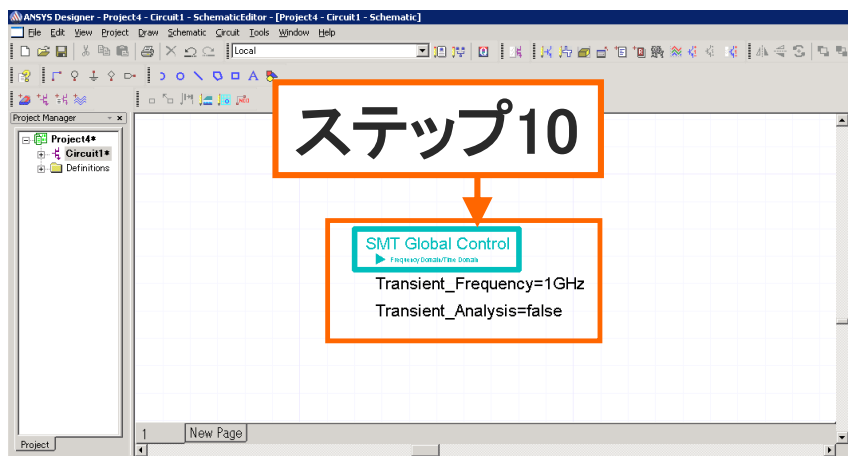 ANSYS Designer - Project4 - Circuit1 - SchematicEditor - [Project4 - Circuit1 - Schematic]
File Edit View Project Draw Schematic Circuit Tools Window Help
Local
Project Manager
Project4*
Circuit1*
Definitions
ステップ10
SMT Global Control
Frequency Domain/Time Domain
Transient_Frequency=1GHz
Transient_Analysis=false
1 New Page
Project